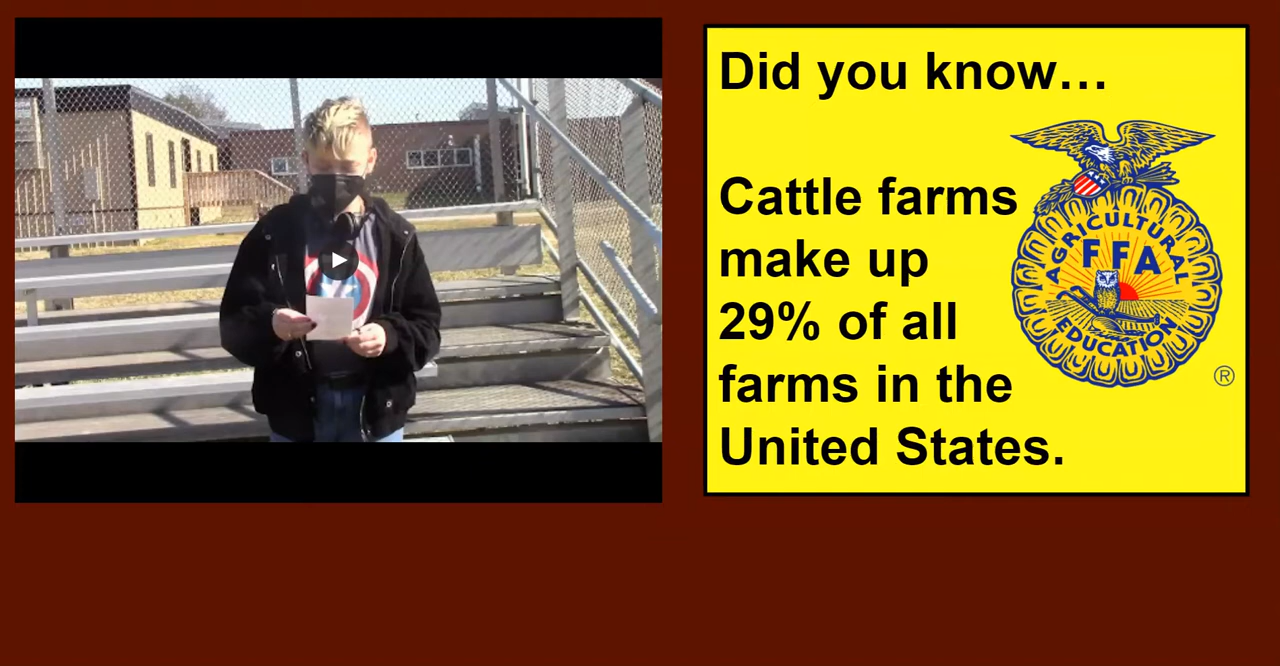 Did you know…
Cattle farms
make up
29% of all
farms in the
United States.
AGRICULTURAL
FFA
EDUCATION
®